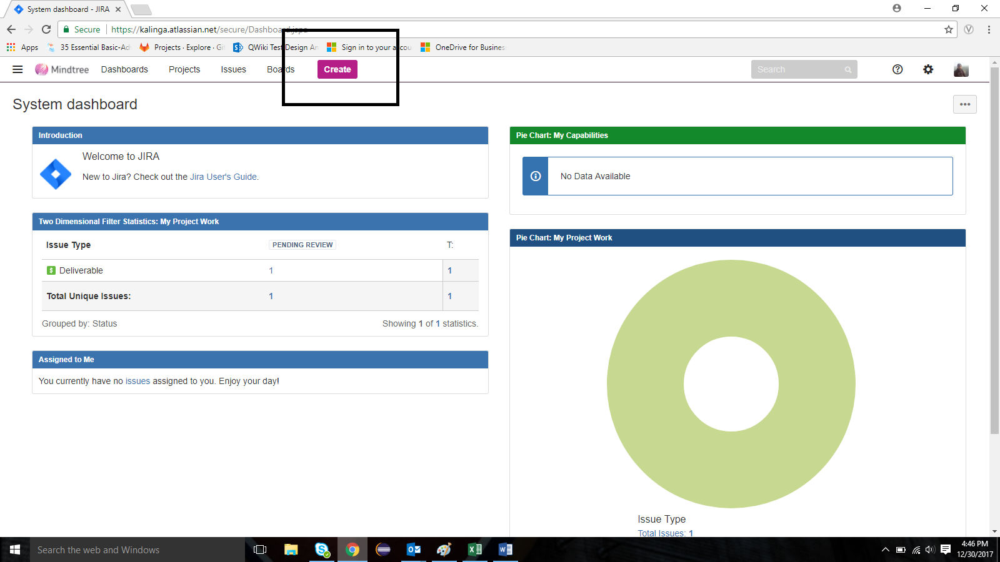 System dashboard - JIRA
Secure https://kalinga.atlassian.net/secure/Dashboard.jspa
Apps 35 Essential Basic-Ad Projects · Explore · Gi QWiki Test Design An Sign in to your accou OneDrive for Busines
Mindtree Dashboards Projects Issues Boards Create Search
System dashboard
Introduction
Welcome to JIRA
New to Jira? Check out the Jira User's Guide.
Two Dimensional Filter Statistics: My Project Work
Issue Type PENDING REVIEW T:
Deliverable 1 1
Total Unique Issues: 1 1
Grouped by: Status Showing 1 of 1 statistics.
Assigned to Me
You currently have no issues assigned to you. Enjoy your day!
Pie Chart: My Capabilities
No Data Available
Pie Chart: My Project Work
Issue Type
Total Issues: 1
Search the web and Windows
4:46 PM
12/30/2017